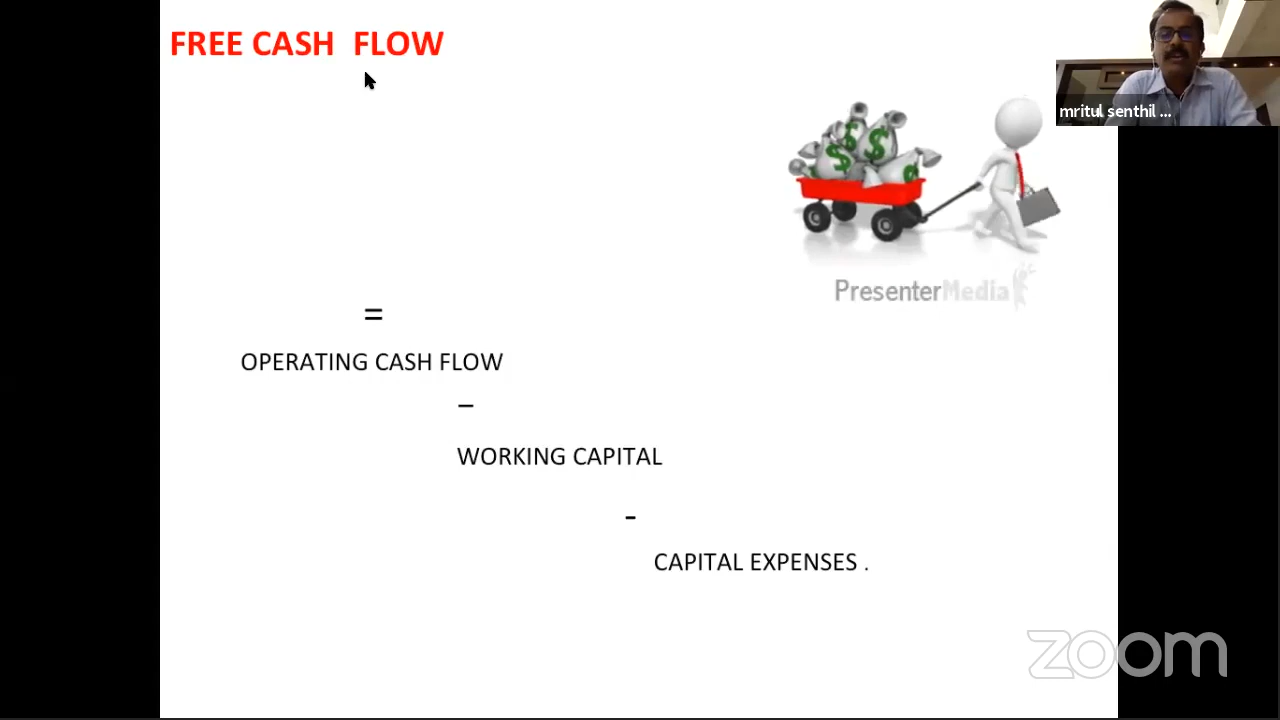 FREE CASH FLOW
mritul senthil ...
$ $ $ $
PresenterMedia
=
OPERATING CASH FLOW
–
WORKING CAPITAL
-
CAPITAL EXPENSES .
zoom